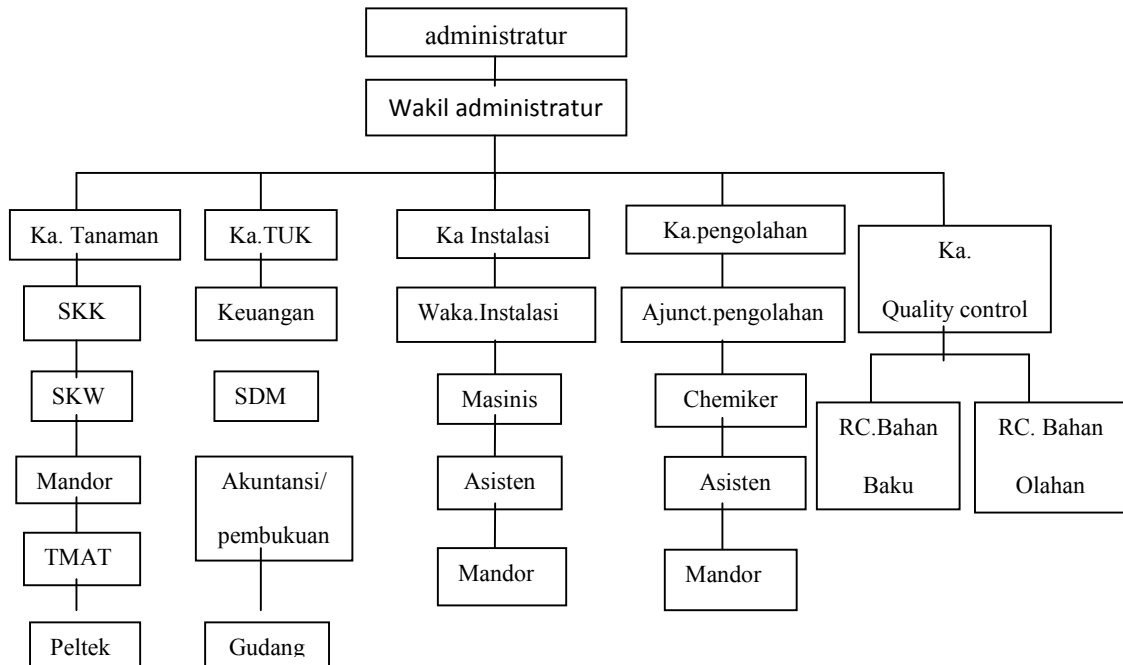 administratur
Wakil administratur
Ka. Tanaman
Ka.TUK
Ka Instalasi
Ka.pengolahan
Ka.
Quality control
SKK
Keuangan
Waka.Instalasi
Ajunct.pengolahan
SKW
SDM
Masinis
Chemiker
RC.Bahan
Baku
RC. Bahan
Olahan
Mandor
Akuntansi/
pembukuan
Asisten
Asisten
TMAT
Mandor
Mandor
Peltek
Gudang